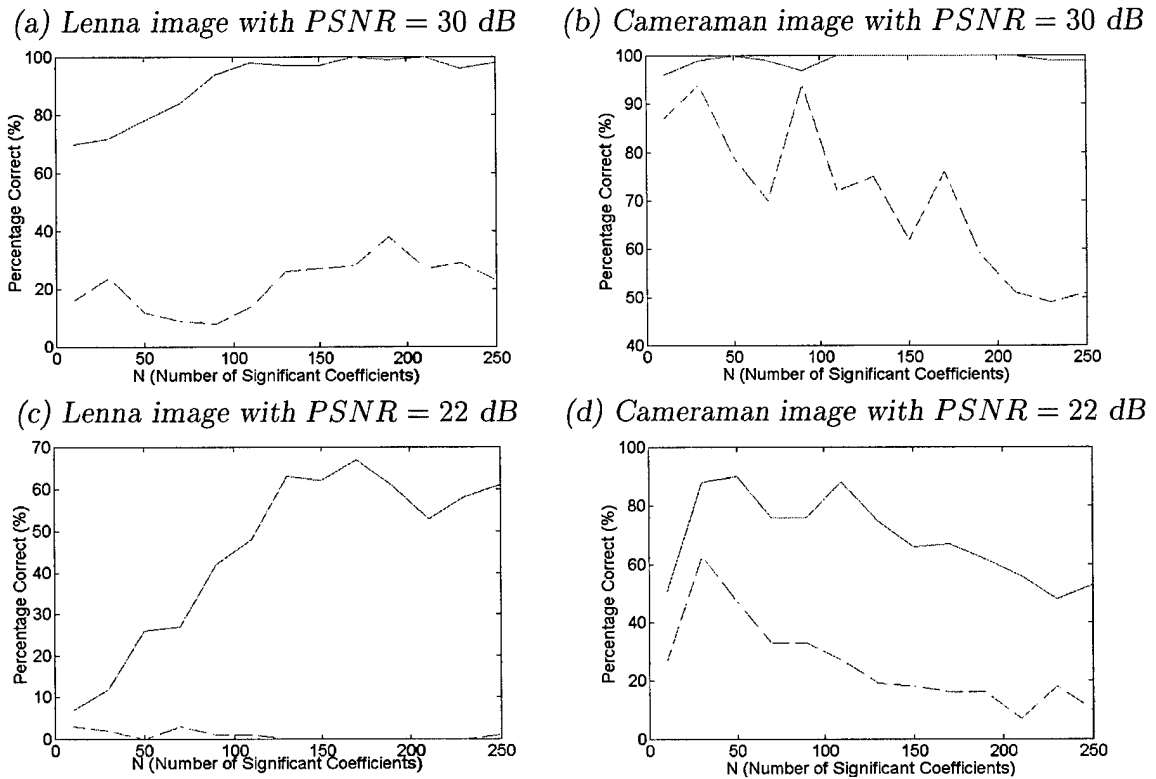 (a) Lenna image with PSNR = 30 dB
(b) Cameraman image with PSNR = 30 dB
100
80
60
40
20
0
Percentage Correct (%)
0 50 100 150 200 250
N (Number of Significant Coefficients)
100
90
80
70
60
50
40
Percentage Correct (%)
0 50 100 150 200 250
N (Number of Significant Coefficients)
(c) Lenna image with PSNR = 22 dB
(d) Cameraman image with PSNR = 22 dB
70
60
50
40
30
20
10
0
Percentage Correct (%)
0 50 100 150 200 250
N (Number of Significant Coefficients)
100
80
60
40
20
0
Percentage Correct (%)
0 50 100 150 200 250
N (Number of Significant Coefficients)